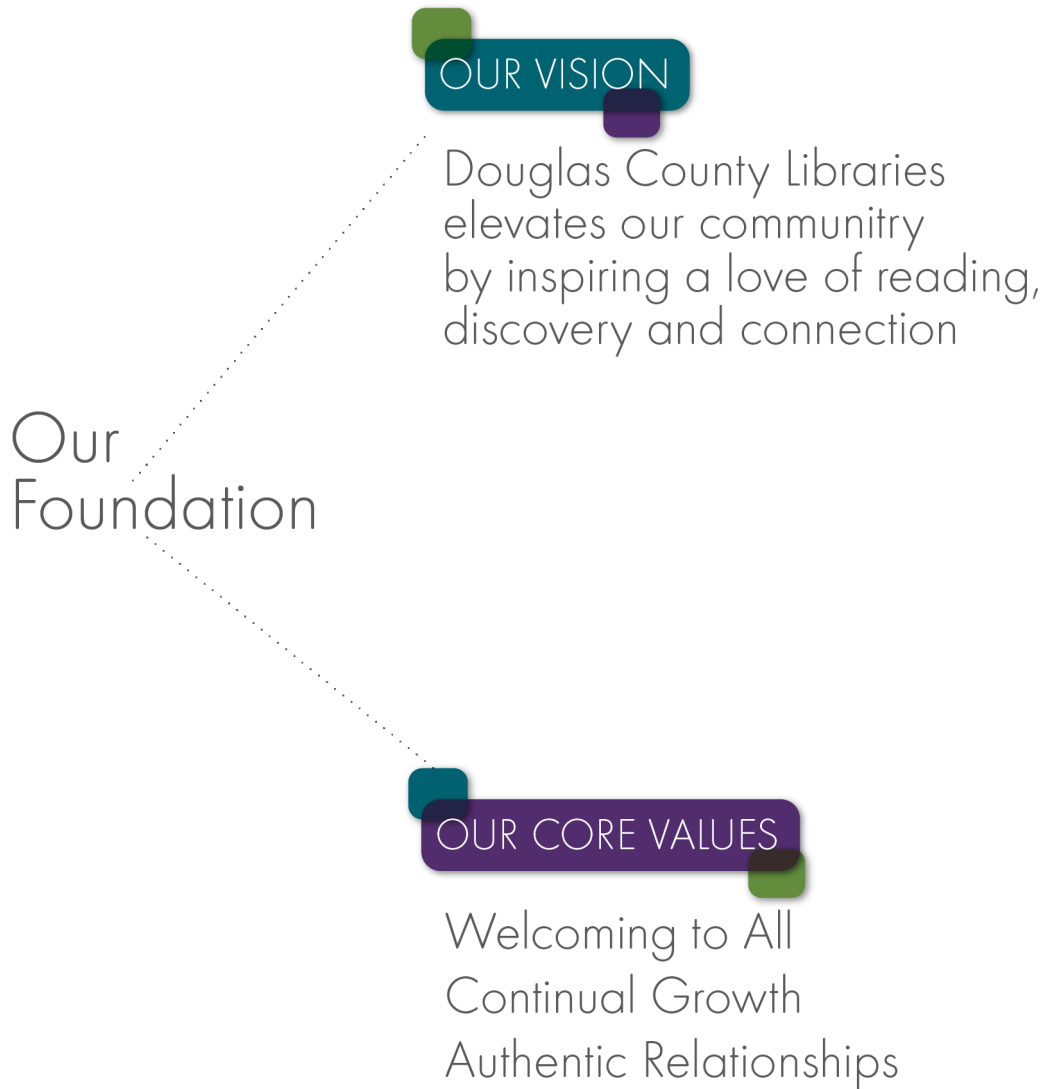 OUR VISION
Douglas County Libraries
elevates our communitry
by inspiring a love of reading,
discovery and connection
Our
Foundation
OUR CORE VALUES
Welcoming to All
Continual Growth
Authentic Relationships